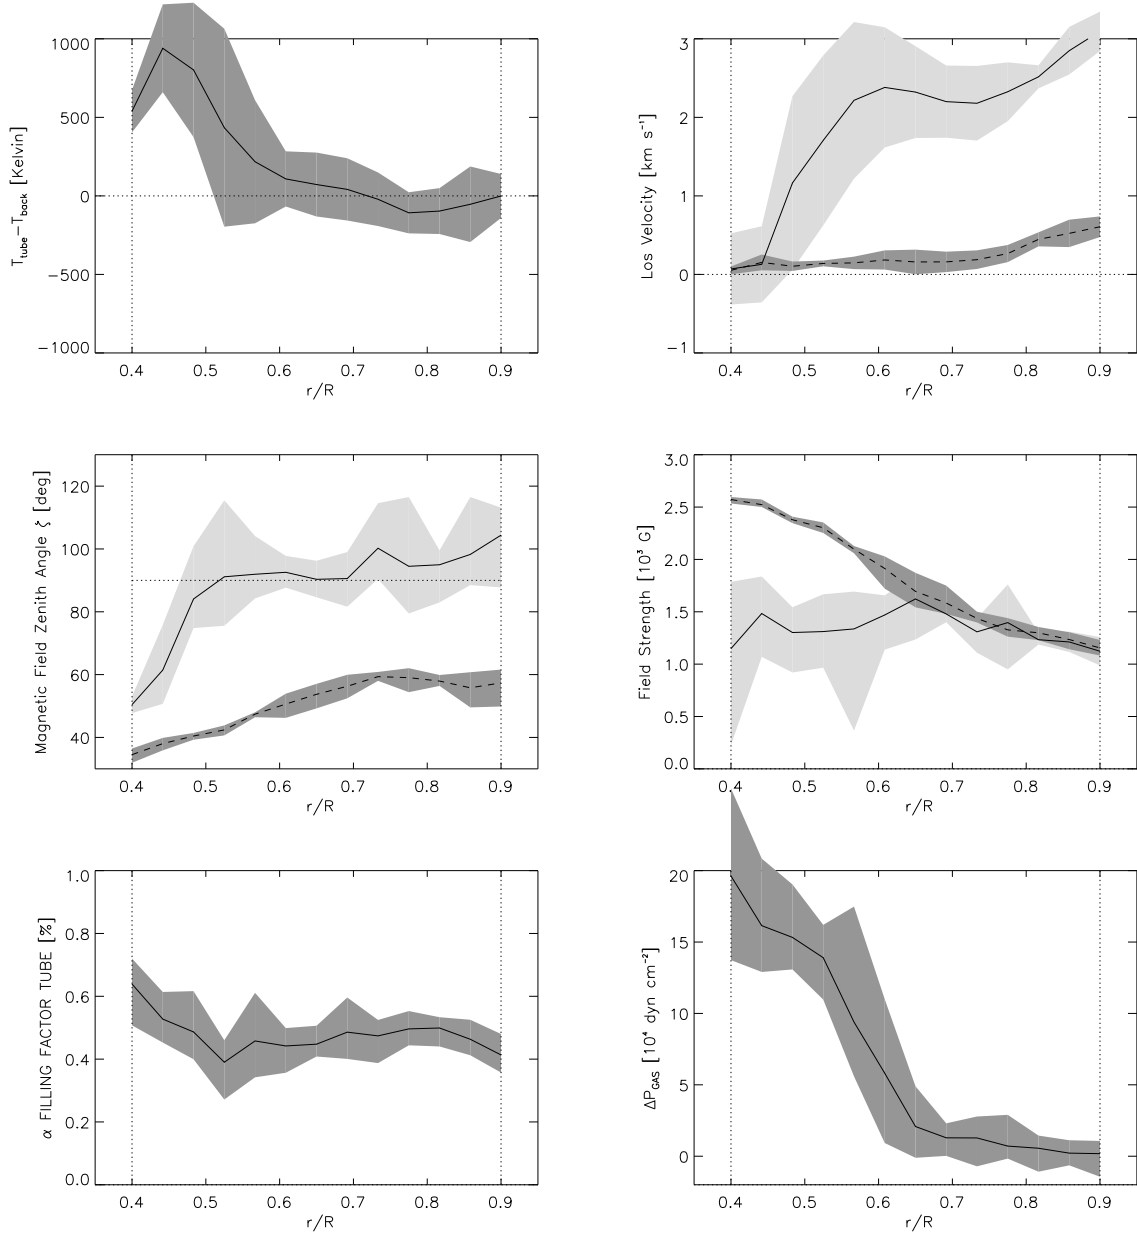 T_tube−T_back [Kelvin]
1000
500
0
−500
−1000
0.4 0.5 0.6 0.7 0.8 0.9
r/R
Los Velocity [km s⁻¹]
3
2
1
0
−1
0.4 0.5 0.6 0.7 0.8 0.9
r/R
Magnetic Field Zenith Angle ζ [deg]
120
100
80
60
40
0.4 0.5 0.6 0.7 0.8 0.9
r/R
Field Strength [10³ G]
3.0
2.5
2.0
1.5
1.0
0.5
0.0
0.4 0.5 0.6 0.7 0.8 0.9
r/R
α FILLING FACTOR TUBE [%]
1.0
0.8
0.6
0.4
0.2
0.0
0.4 0.5 0.6 0.7 0.8 0.9
r/R
ΔP_GAS [10⁴ dyn cm⁻²]
20
15
10
5
0
0.4 0.5 0.6 0.7 0.8 0.9
r/R